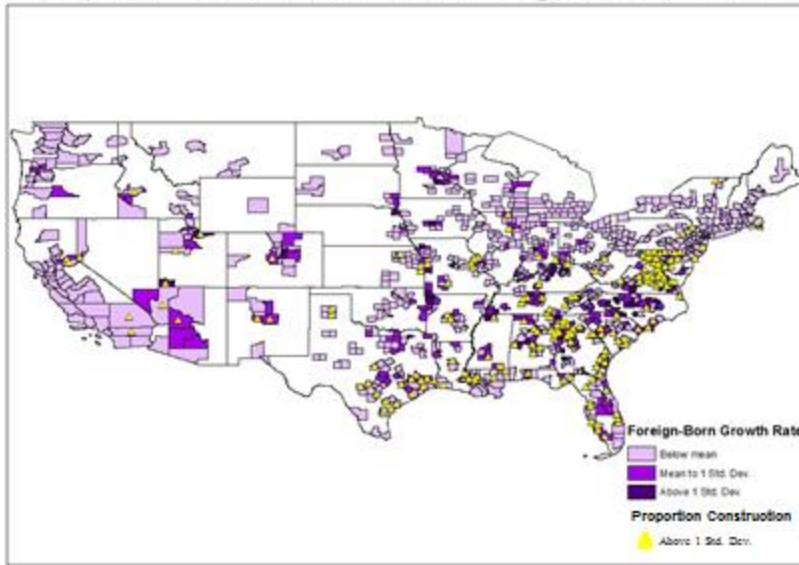 Foreign-Born Growth Rate
Below mean
Mean to 1 Std. Dev.
Above 1 Std. Dev.
Proportion Construction
Above 1 Std. Dev.